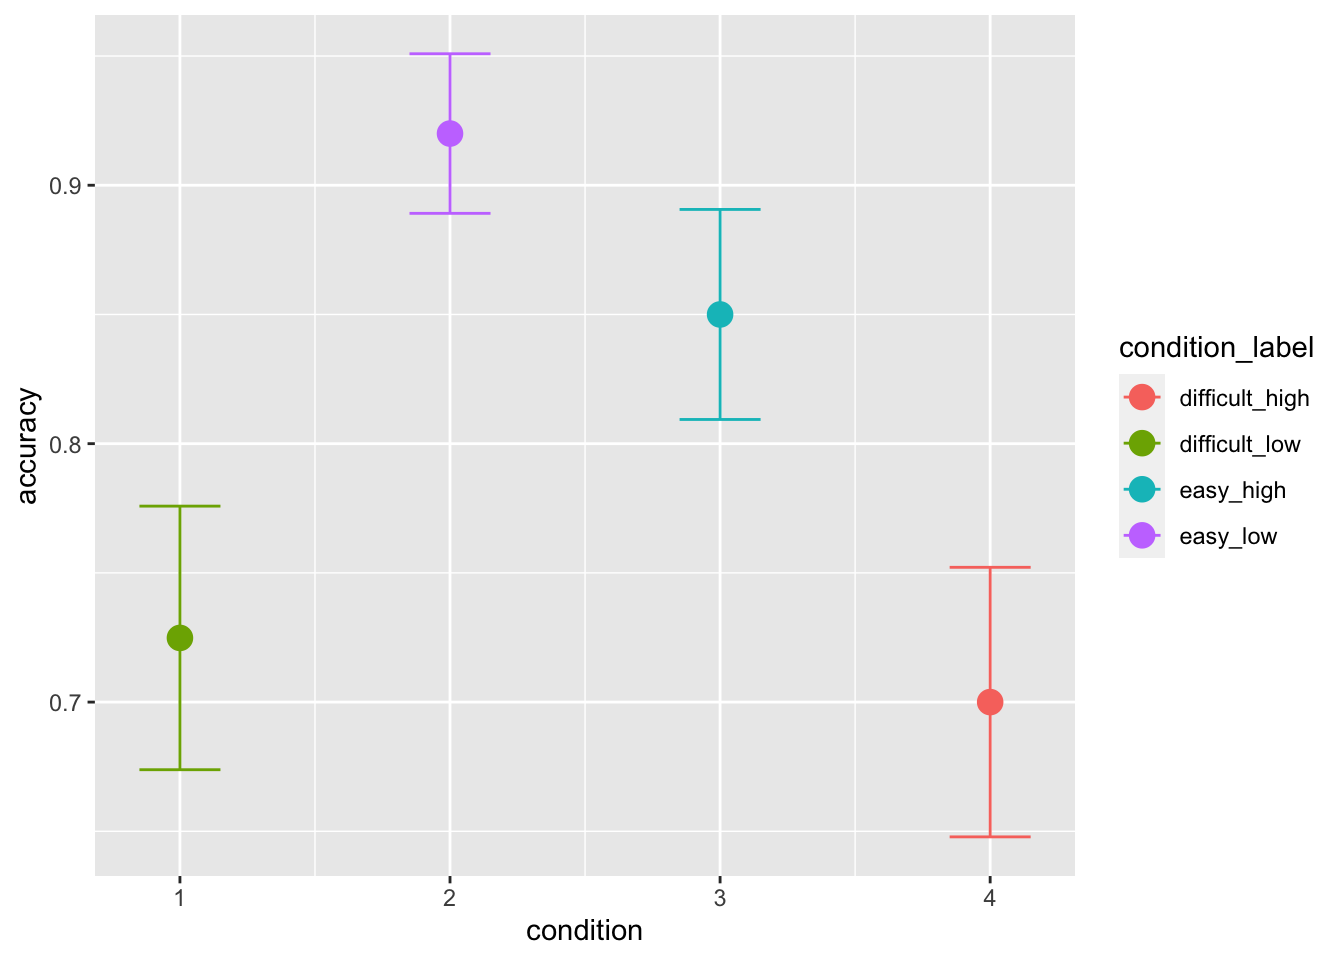 accuracy
0.9
0.8
0.7
1 2 3 4
condition
condition_label
difficult_high
difficult_low
easy_high
easy_low